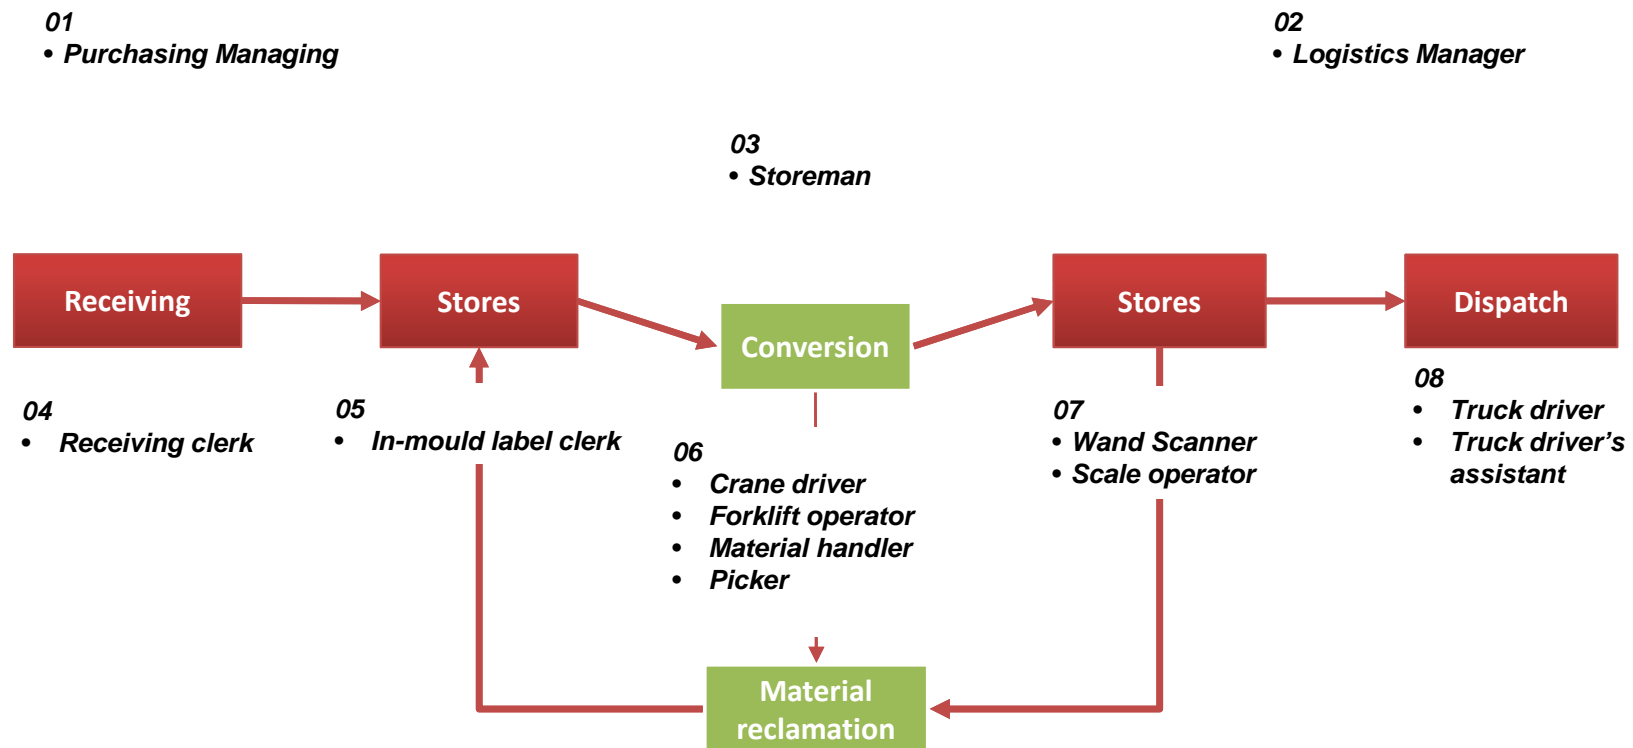 01
• Purchasing Managing
02
• Logistics Manager
03
• Storeman
Receiving
Stores
Conversion
Stores
Dispatch
04
• Receiving clerk
05
• In-mould label clerk
06
• Crane driver
• Forklift operator
• Material handler
• Picker
07
• Wand Scanner
• Scale operator
08
• Truck driver
• Truck driver’s
assistant
Material
reclamation